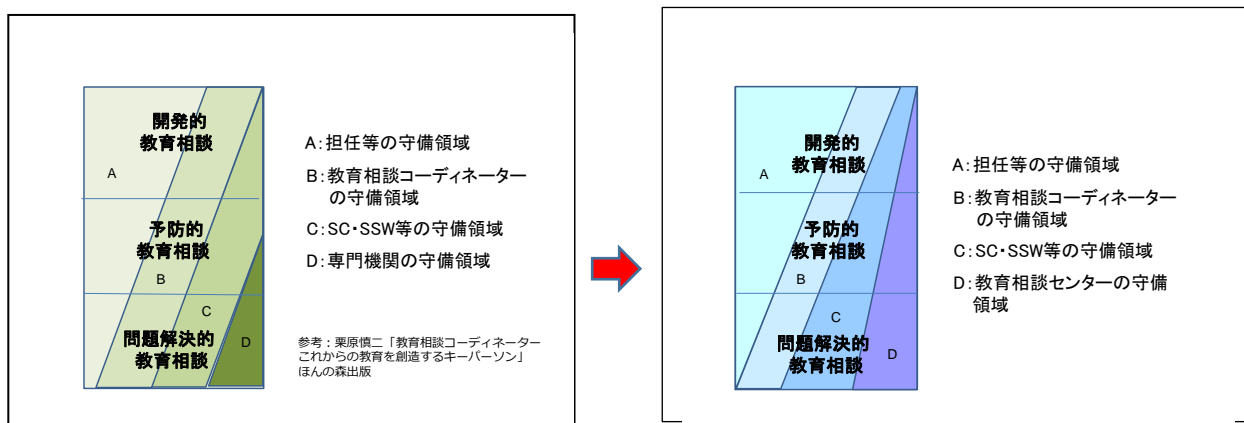 開発的
教育相談
A
予防的
教育相談
B
C
問題解決的
教育相談
D
A:担任等の守備領域
B:教育相談コーディネーター
の守備領域
C:SC・SSW等の守備領域
D:専門機関の守備領域
参考:栗原慎二「教育相談コーディネーター
これからの教育を創造するキーパーソン」
ほんの森出版
開発的
教育相談
A
予防的
教育相談
B
C
問題解決的
教育相談
D
A:担任等の守備領域
B:教育相談コーディネーター
の守備領域
C:SC・SSW等の守備領域
D:教育相談センターの守備
領域